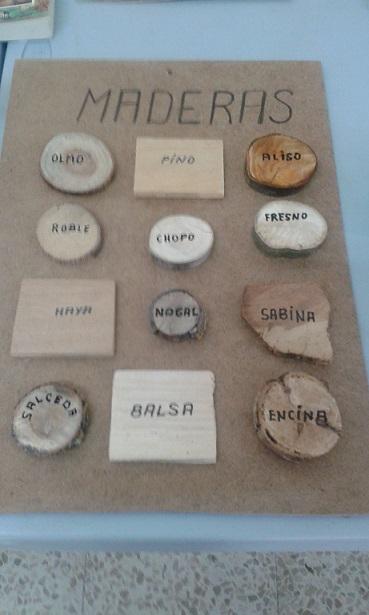 MADERAS
OLMO PINO ALISO
ROBLE CHOPO FRESNO
HAYA NOGAL SABINA
SALCEDA BALSA ENCINA